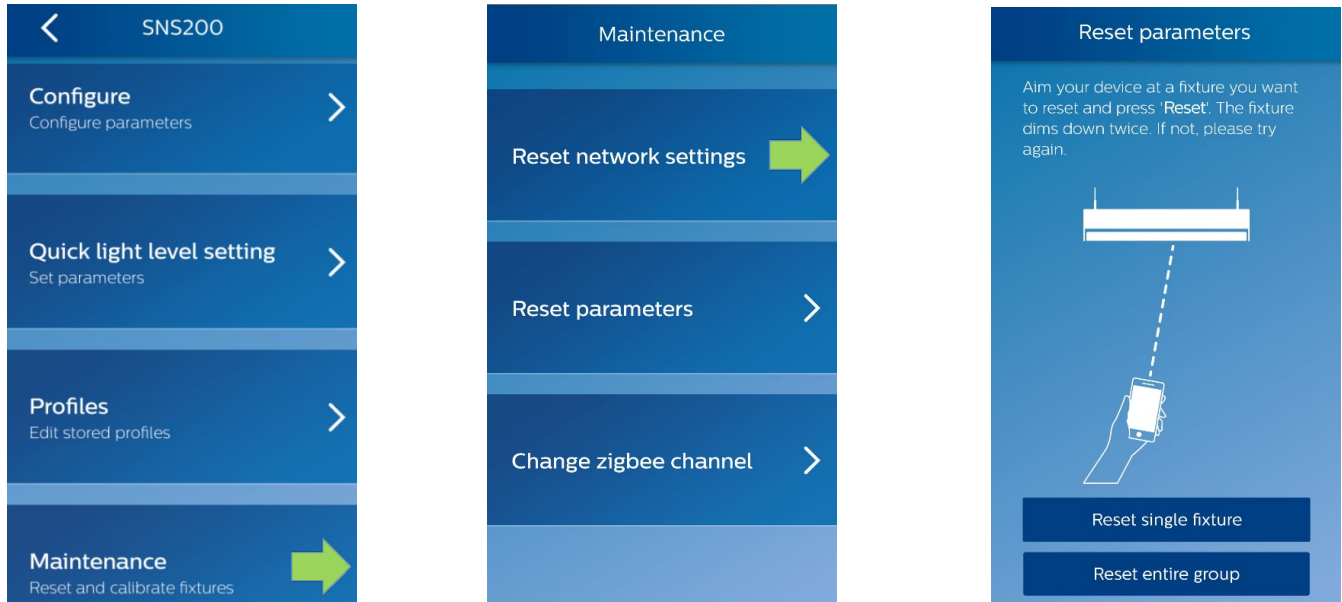 SNS200
Configure
Configure parameters
Quick light level setting
Set parameters
Profiles
Edit stored profiles
Maintenance
Reset and calibrate fixtures
Maintenance
Reset network settings
Reset parameters
Change zigbee channel
Reset parameters
Aim your device at a fixture you want
to reset and press 'Reset'. The fixture
dims down twice. If not, please try
again.
Reset single fixture
Reset entire group